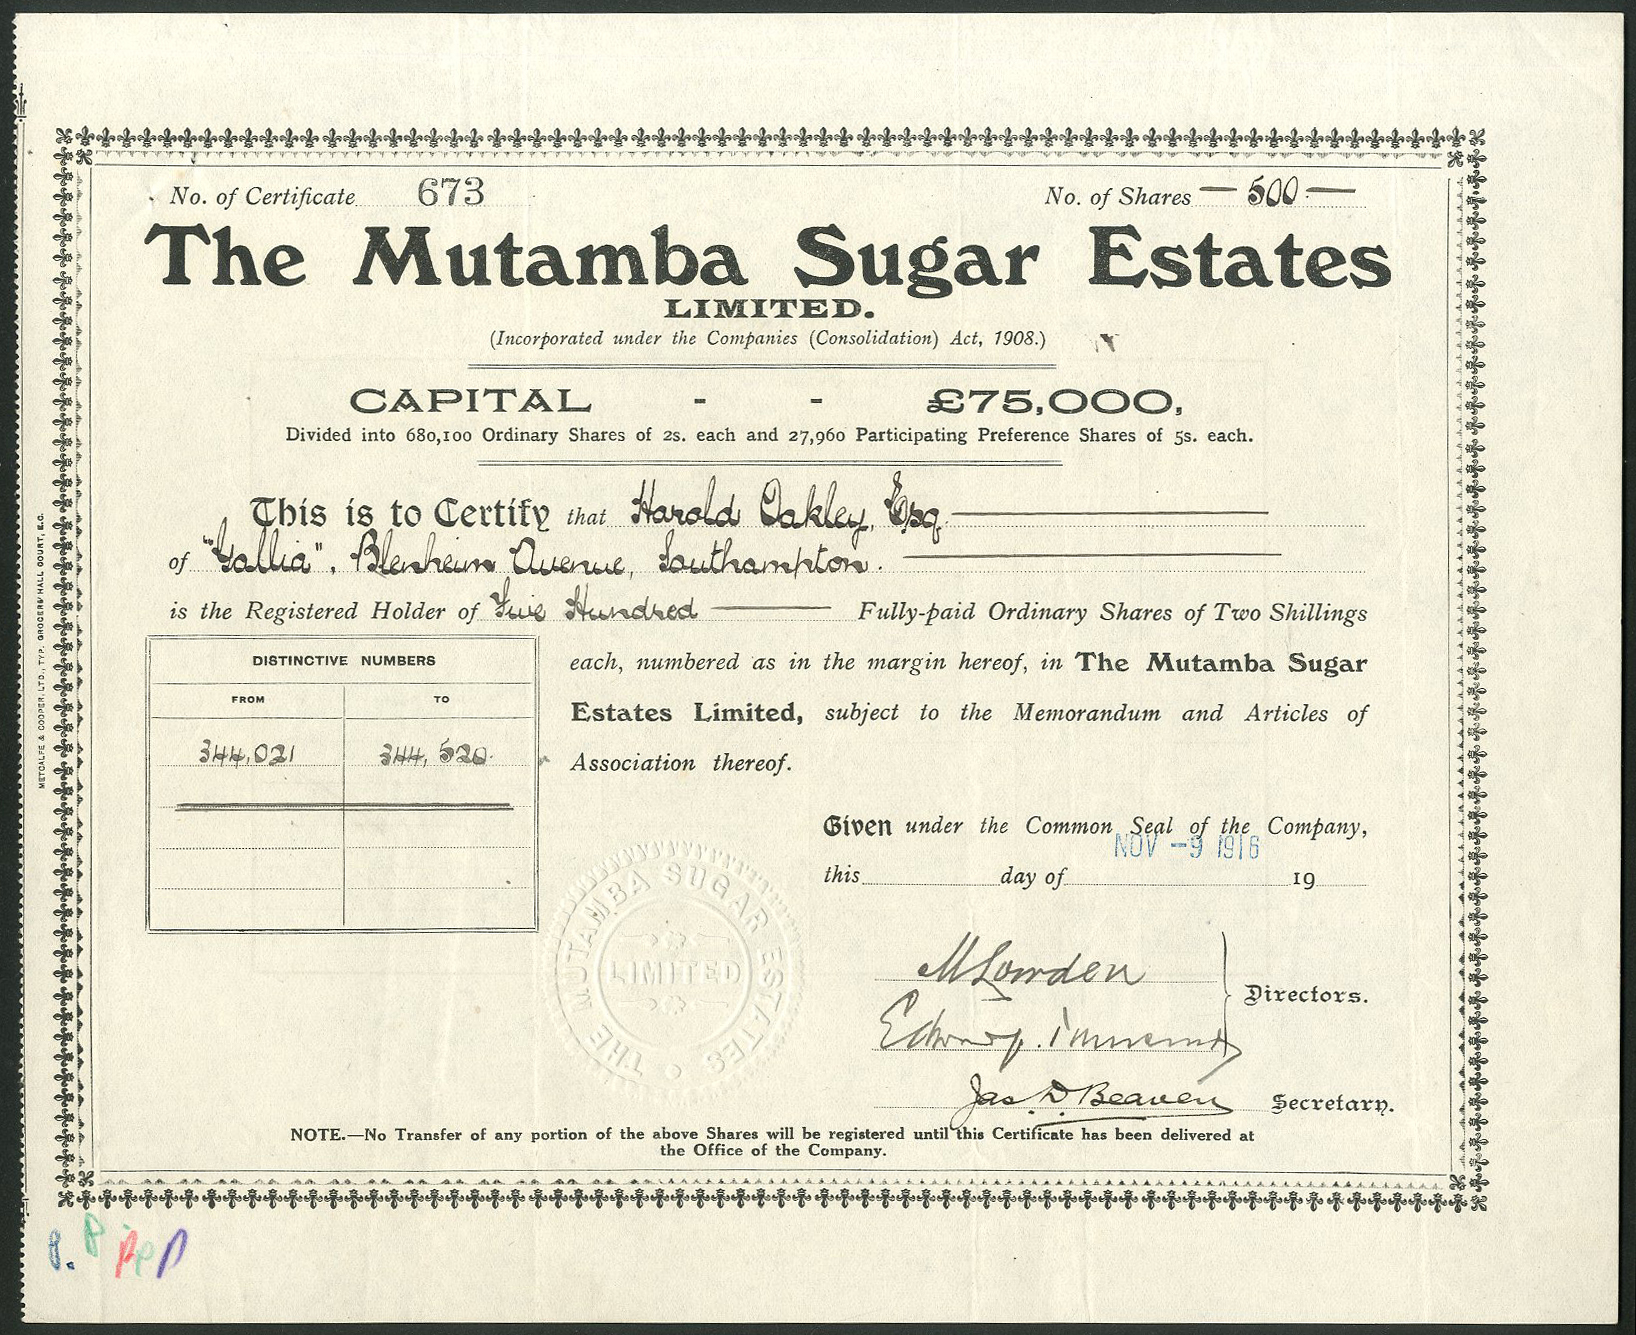 No. of Certificate 673 No. of Shares — 500 —
The Mutamba Sugar Estates
LIMITED.
(Incorporated under the Companies (Consolidation) Act, 1908.)
CAPITAL - - £75,000,
Divided into 680,100 Ordinary Shares of 2s. each and 27,960 Participating Preference Shares of 5s. each.
This is to Certify that Harold Oakley, Esq.
of "Gallia", Blenheim Avenue, Southampton.
is the Registered Holder of Five Hundred Fully-paid Ordinary Shares of Two Shillings
each, numbered as in the margin hereof, in The Mutamba Sugar
Estates Limited, subject to the Memorandum and Articles of
Association thereof.
DISTINCTIVE NUMBERS
FROM TO
344,021 344,520.
Given under the Common Seal of the Company,
NOV -9 1916
this day of 19
THE MUTAMBA SUGAR ESTATES
LIMITED
M Lowden
Directors.
Jas. D. Beaven Secretary.
NOTE.—No Transfer of any portion of the above Shares will be registered until this Certificate has been delivered at
the Office of the Company.
METCALFE & COOPER, LTD., TYP. GROCERS' HALL COURT, E.C.